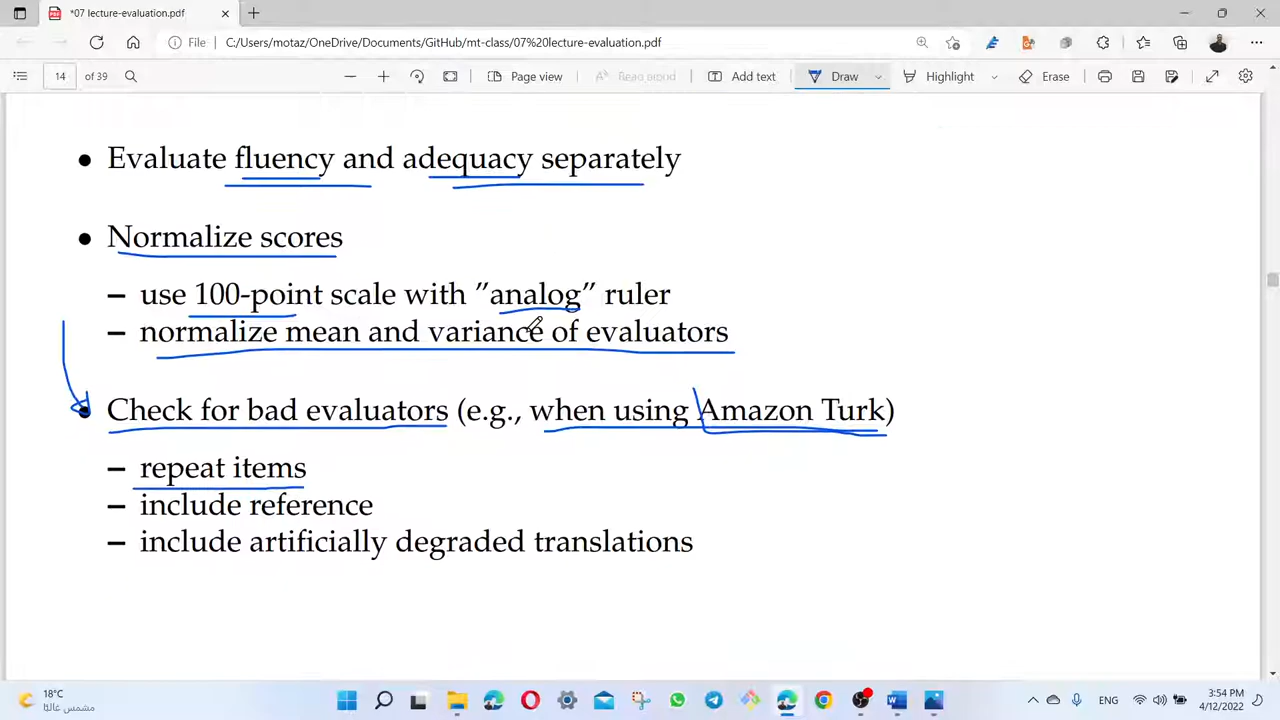 *07 lecture-evaluation.pdf
File C:/Users/motaz/OneDrive/Documents/GitHub/mt-class/07%20lecture-evaluation.pdf
14 of 39 Page view Read aloud Add text Draw Highlight Erase
• Evaluate fluency and adequacy separately
• Normalize scores
– use 100-point scale with ”analog” ruler
– normalize mean and variance of evaluators
• Check for bad evaluators (e.g., when using Amazon Turk)
– repeat items
– include reference
– include artificially degraded translations
18°C
مشمس غالبًا
ENG
3:54 PM
4/12/2022